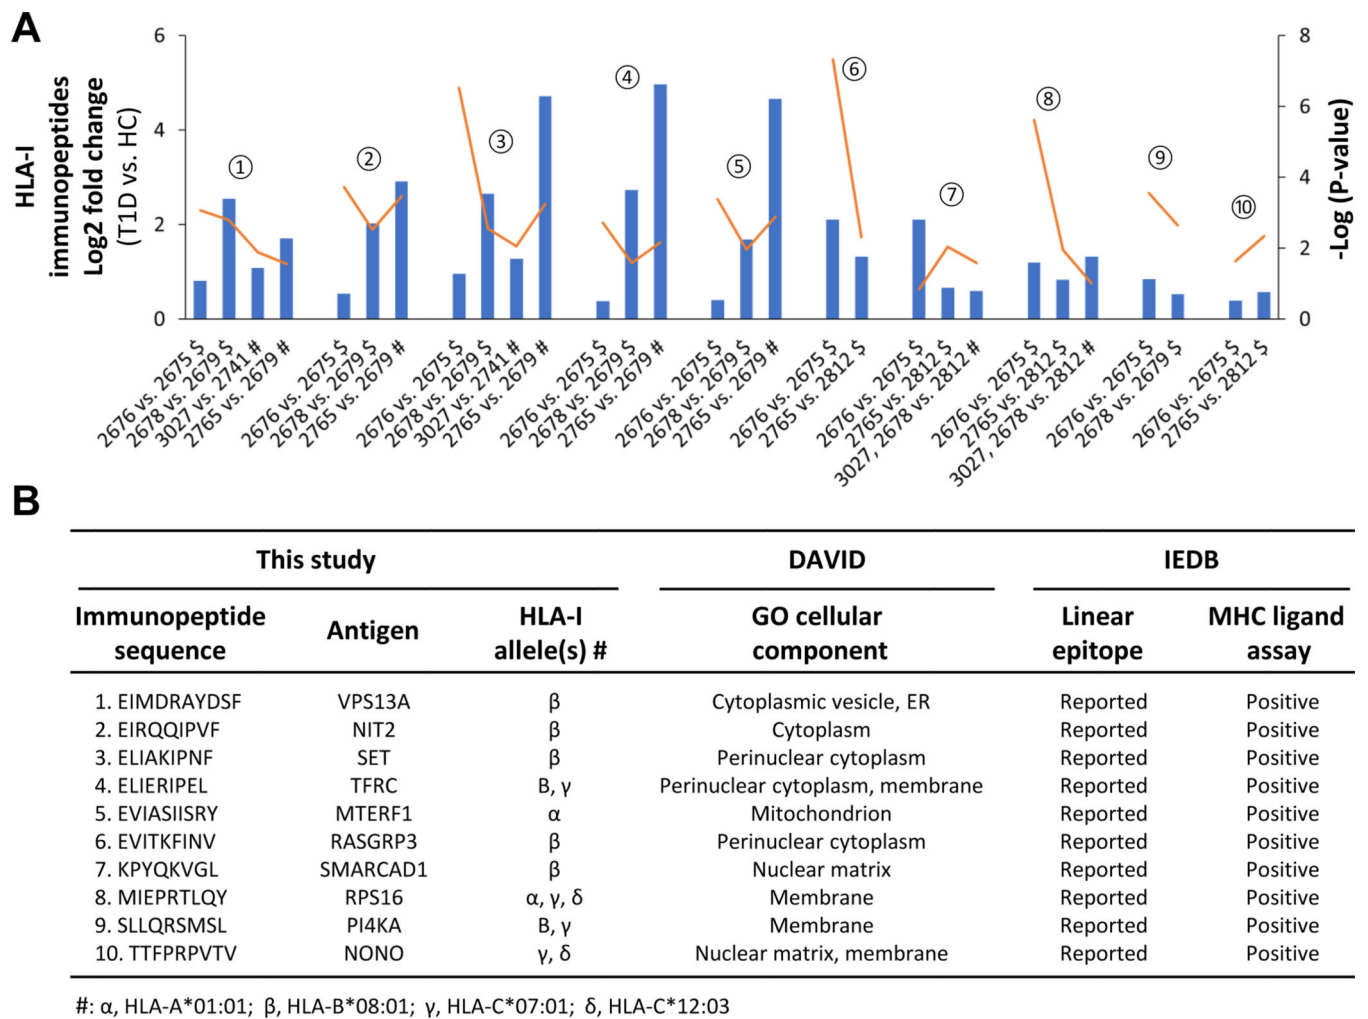 A
HLA-I
immunopeptides
Log2 fold change
(T1D vs. HC)
6
4
2
0
8
6
4
2
0
-Log (P-value)
①
②
③
④
⑤
⑥
⑦
⑧
⑨
⑩
2676 vs. 2675 $
2678 vs. 2679 $
3027 vs. 2741 #
2765 vs. 2679 #
2676 vs. 2675 $
2678 vs. 2679 $
2765 vs. 2679 #
2676 vs. 2675 $
2678 vs. 2679 $
3027 vs. 2741 #
2765 vs. 2679 #
2676 vs. 2675 $
2678 vs. 2679 $
2765 vs. 2679 #
2676 vs. 2675 $
2678 vs. 2679 $
2765 vs. 2679 #
2676 vs. 2675 $
2765 vs. 2812 $
2676 vs. 2675 $
2765 vs. 2812 $
3027, 2678 vs. 2812 #
2676 vs. 2675 $
2765 vs. 2812 $
3027, 2678 vs. 2812 #
2676 vs. 2675 $
2678 vs. 2679 $
2676 vs. 2675 $
2765 vs. 2812 $
B
This study DAVID IEDB
Immunopeptide sequence Antigen HLA-I allele(s) # GO cellular component Linear epitope MHC ligand assay
1. EIMDRAYDSF VPS13A β Cytoplasmic vesicle, ER Reported Positive
2. EIRQQIPVF NIT2 β Cytoplasm Reported Positive
3. ELIAKIPNF SET β Perinuclear cytoplasm Reported Positive
4. ELIERIPEL TFRC Β, γ Perinuclear cytoplasm, membrane Reported Positive
5. EVIASIISRY MTERF1 α Mitochondrion Reported Positive
6. EVITKFINV RASGRP3 β Perinuclear cytoplasm Reported Positive
7. KPYQKVGL SMARCAD1 β Nuclear matrix Reported Positive
8. MIEPRTLQY RPS16 α, γ, δ Membrane Reported Positive
9. SLLQRSMSL PI4KA Β, γ Membrane Reported Positive
10. TTFPRPVTV NONO γ, δ Nuclear matrix, membrane Reported Positive
#: α, HLA-A*01:01; β, HLA-B*08:01; γ, HLA-C*07:01; δ, HLA-C*12:03